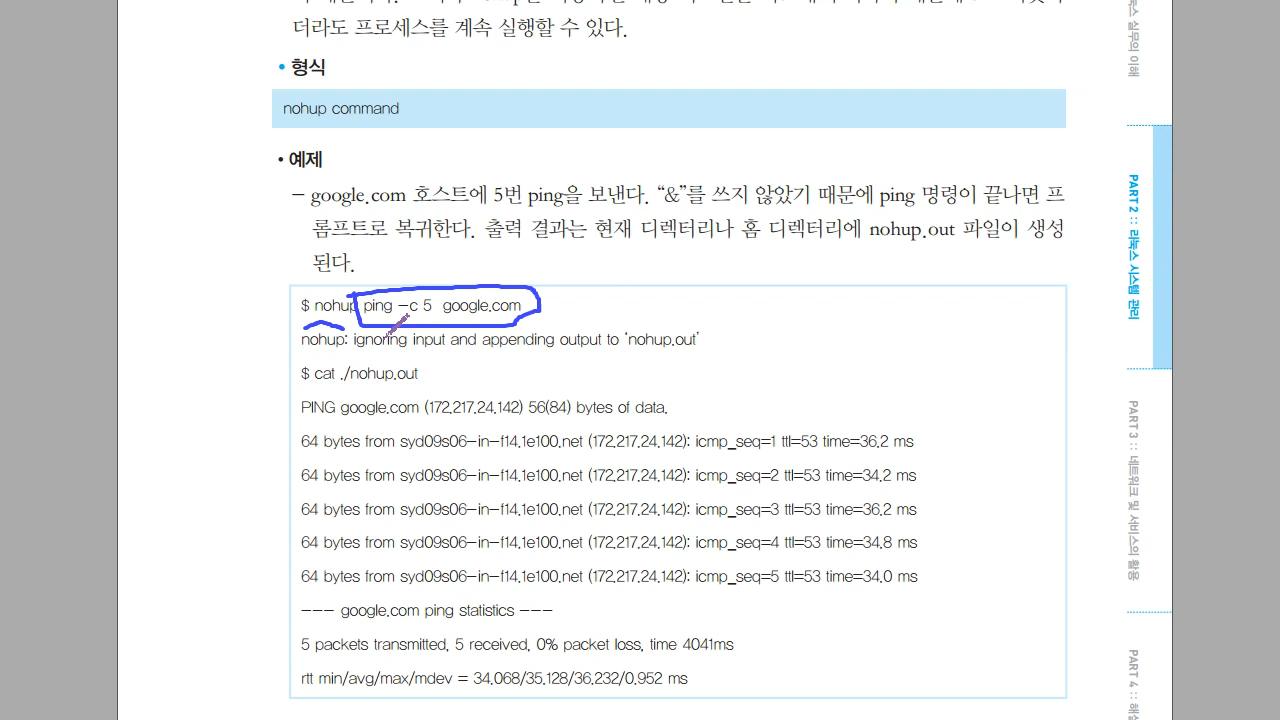 더라도 프로세스를 계속 실행할 수 있다.
• 형식
nohup command
• 예제
– google.com 호스트에 5번 ping을 보낸다. “&”를 쓰지 않았기 때문에 ping 명령이 끝나면 프
롬프트로 복귀한다. 출력 결과는 현재 디렉터리나 홈 디렉터리에 nohup.out 파일이 생성
된다.
$ nohup ping –c 5 google.com
nohup: ignoring input and appending output to ‘nohup.out’
$ cat ./nohup.out
PING google.com (172.217.24.142) 56(84) bytes of data.
64 bytes from syd09s06-in-f14.1e100.net (172.217.24.142): icmp_seq=1 ttl=53 time=36.2 ms
64 bytes from syd09s06-in-f14.1e100.net (172.217.24.142): icmp_seq=2 ttl=53 time=34.2 ms
64 bytes from syd09s06-in-f14.1e100.net (172.217.24.142): icmp_seq=3 ttl=53 time=36.2 ms
64 bytes from syd09s06-in-f14.1e100.net (172.217.24.142): icmp_seq=4 ttl=53 time=34.8 ms
64 bytes from syd09s06-in-f14.1e100.net (172.217.24.142): icmp_seq=5 ttl=53 time=34.0 ms
--- google.com ping statistics ---
5 packets transmitted, 5 received, 0% packet loss, time 4041ms
rtt min/avg/max/mdev = 34.068/35.128/36.292/0.952 ms
실무의 이해
PART 2 :: 리눅스 시스템 관리
PART 3 :: 네트워크 및 서비스의 활용
PART 4 ::